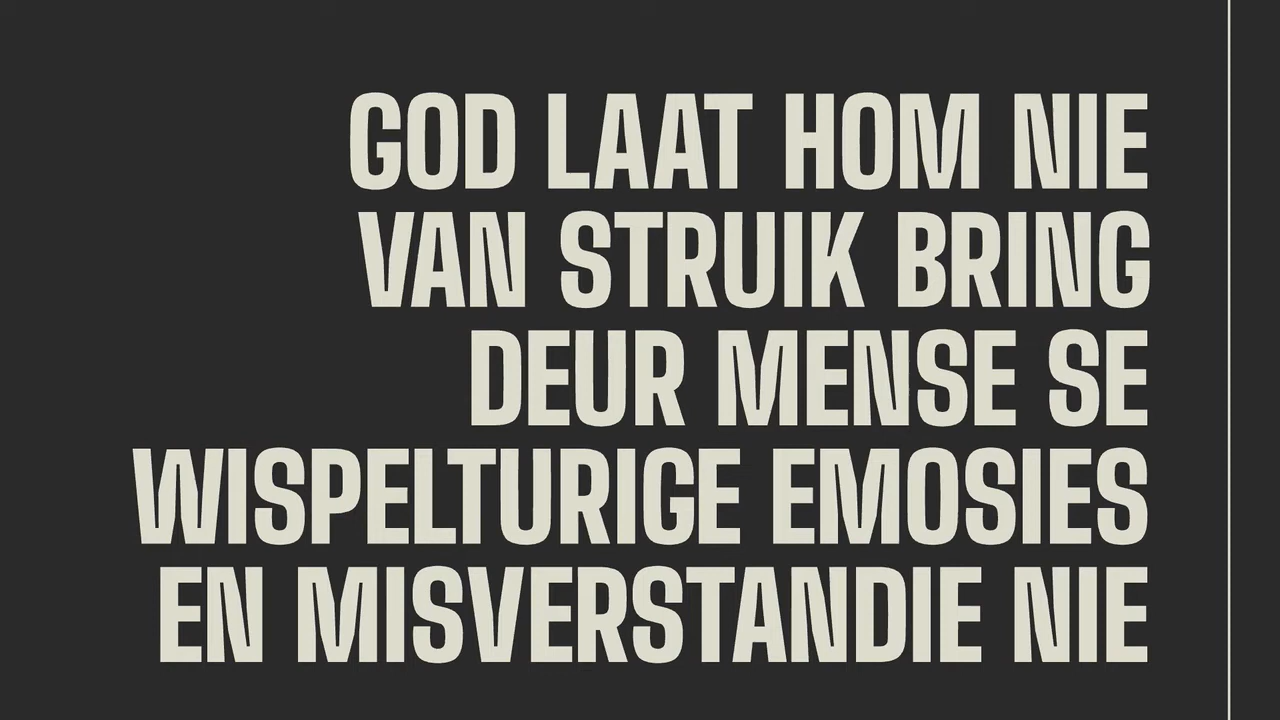 GOD LAAT HOM NIE
VAN STRUIK BRING
DEUR MENSE SE
WISPELTURIGE EMOSIES
EN MISVERSTANDIE NIE